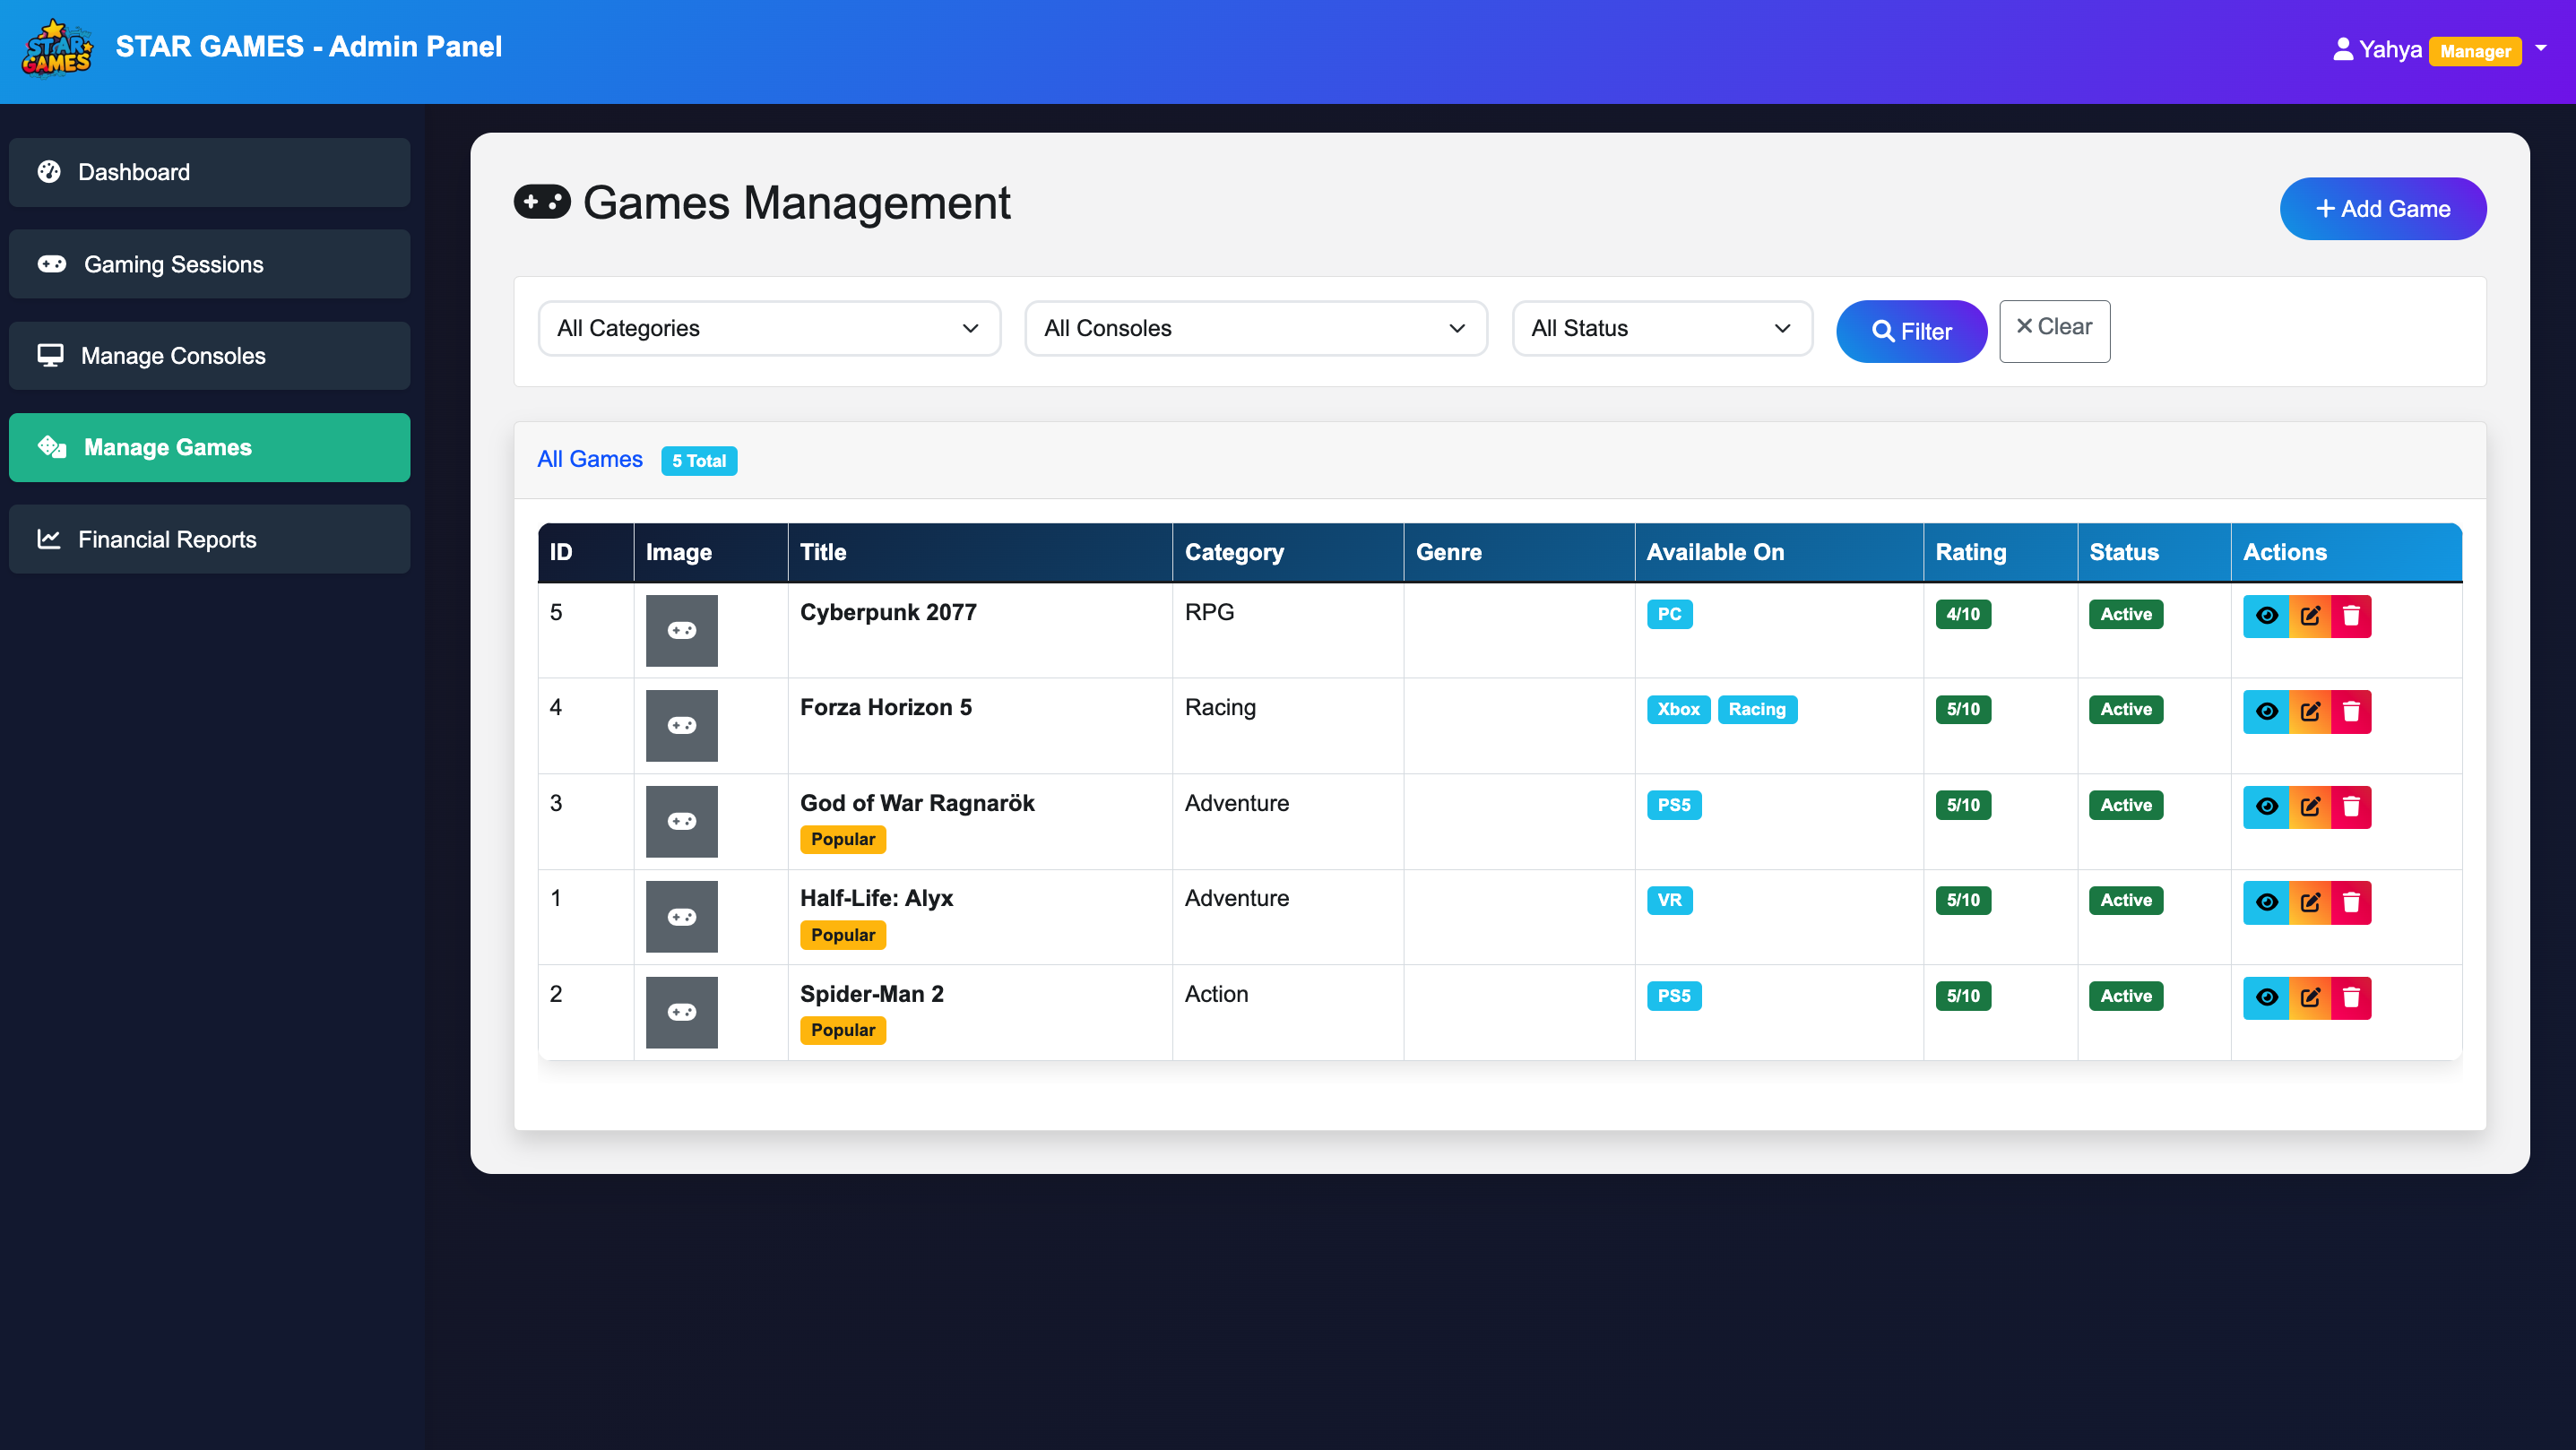 STAR GAMES
STAR GAMES - Admin Panel
Yahya Manager
Dashboard
Gaming Sessions
Manage Consoles
Manage Games
Financial Reports
Games Management
+ Add Game
All Categories
All Consoles
All Status
Filter
Clear
All Games 5 Total
ID Image Title Category Genre Available On Rating Status Actions
5 Cyberpunk 2077 RPG PC 4/10 Active
4 Forza Horizon 5 Racing Xbox Racing 5/10 Active
3 God of War Ragnarök Adventure PS5 5/10 Active
Popular
1 Half-Life: Alyx Adventure VR 5/10 Active
Popular
2 Spider-Man 2 Action PS5 5/10 Active
Popular